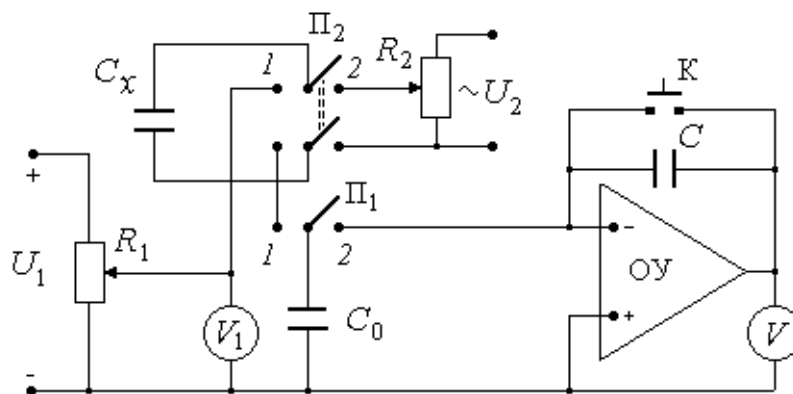 П₂
Cₓ
1
2
R₂
~U₂
К
C
+
П₁
1
2
R₁
U₁
-
ОУ
+
V₁
C₀
V
-